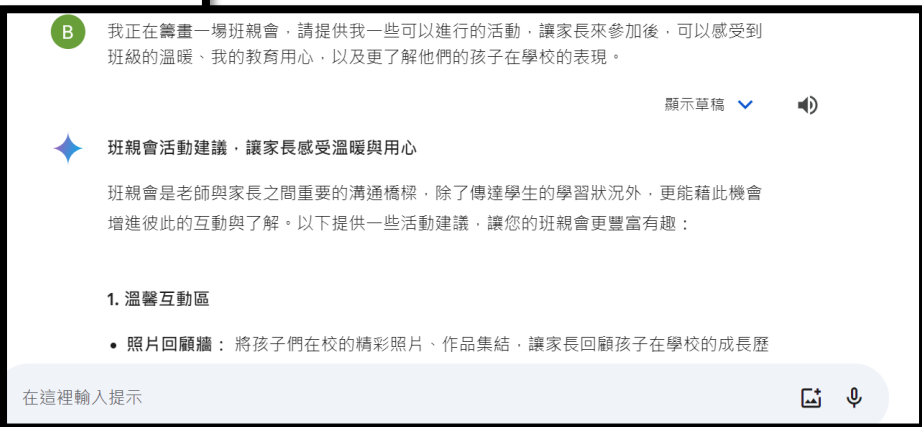 B
我正在籌畫一場班親會，請提供我一些可以進行的活動，讓家長來參加後，可以感受到
班級的溫暖、我的教育用心，以及更了解他們的孩子在學校的表現。
顯示草稿
班親會活動建議，讓家長感受溫暖與用心
班親會是老師與家長之間重要的溝通橋樑，除了傳達學生的學習狀況外，更能藉此機會
增進彼此的互動與了解。以下提供一些活動建議，讓您的班親會更豐富有趣：
1. 溫馨互動區
• 照片回顧牆： 將孩子們在校的精彩照片、作品集結，讓家長回顧孩子在學校的成長歷
在這裡輸入提示